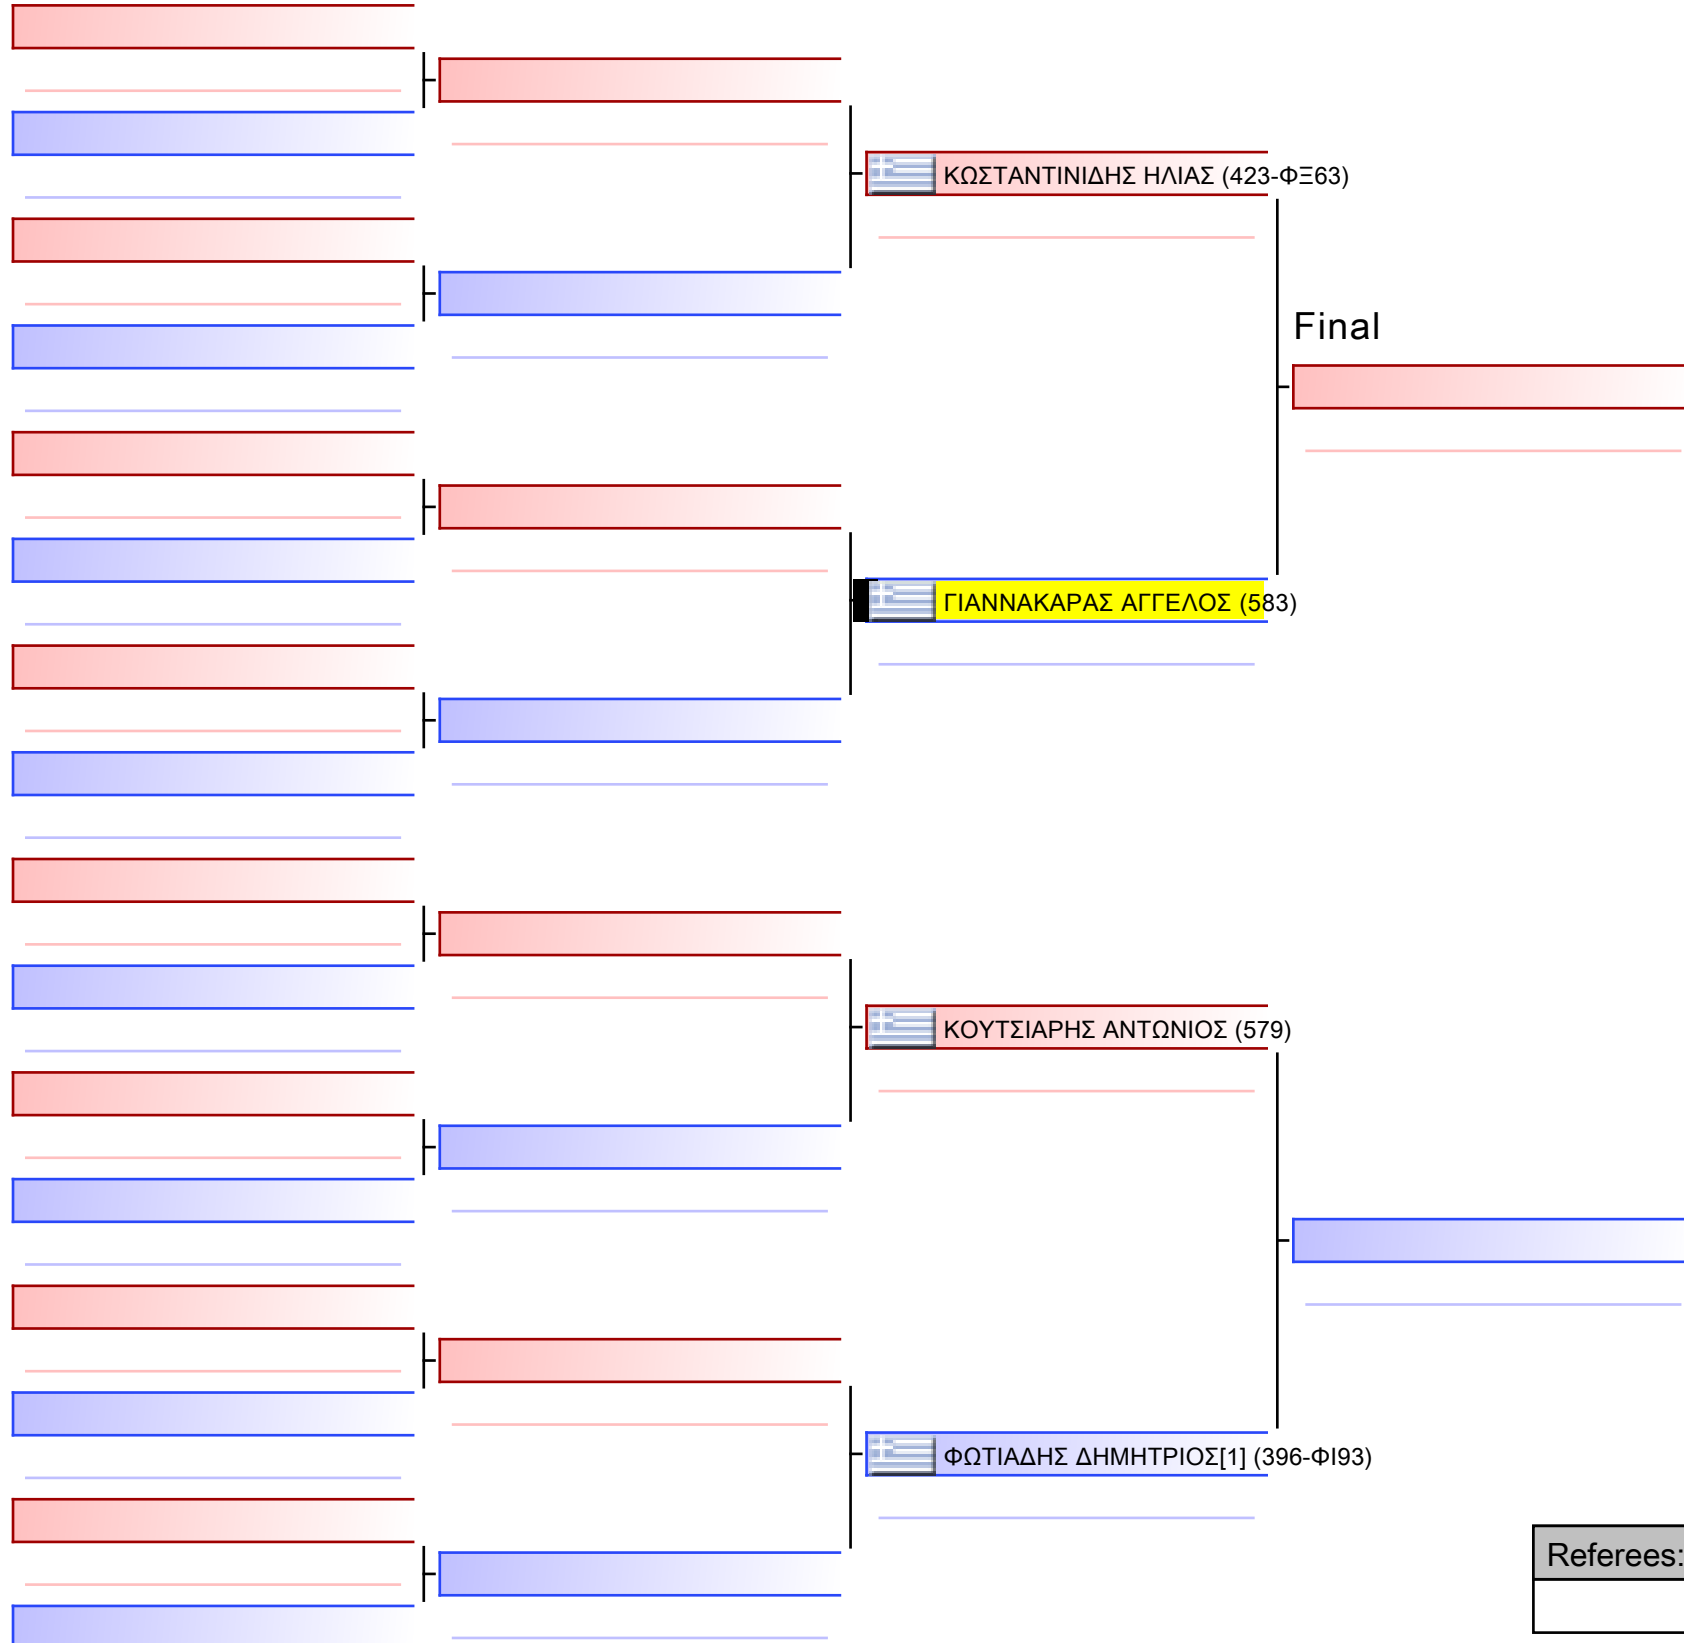 ΚΩΣΤΑΝΤΙΝΙΔΗΣ ΗΛΙΑΣ (423-ΦΞ63)
Final
ΓΙΑΝΝΑΚΑΡΑΣ ΑΓΓΕΛΟΣ (583)
ΚΟΥΤΣΙΑΡΗΣ ΑΝΤΩΝΙΟΣ (579)
ΦΩΤΙΑΔΗΣ ΔΗΜΗΤΡΙΟΣ[1] (396-ΦΙ93)
Referees: